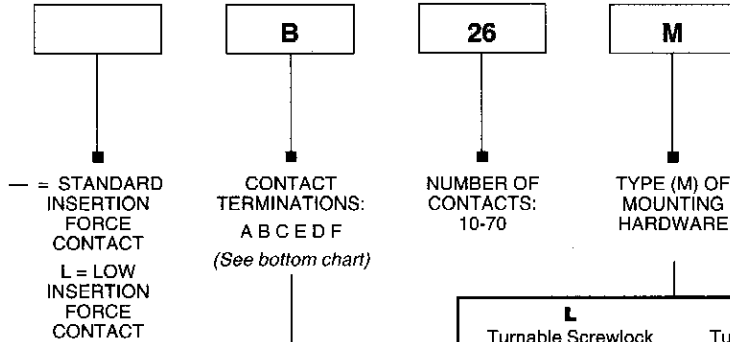 B
26
M
— = STANDARD
INSERTION
FORCE
CONTACT
L = LOW
INSERTION
FORCE
CONTACT
CONTACT
TERMINATIONS:
A B C E D F
(See bottom chart)
NUMBER OF
CONTACTS:
10-70
TYPE (M) OF
MOUNTING
HARDWARE
L
Turnable Screwlock